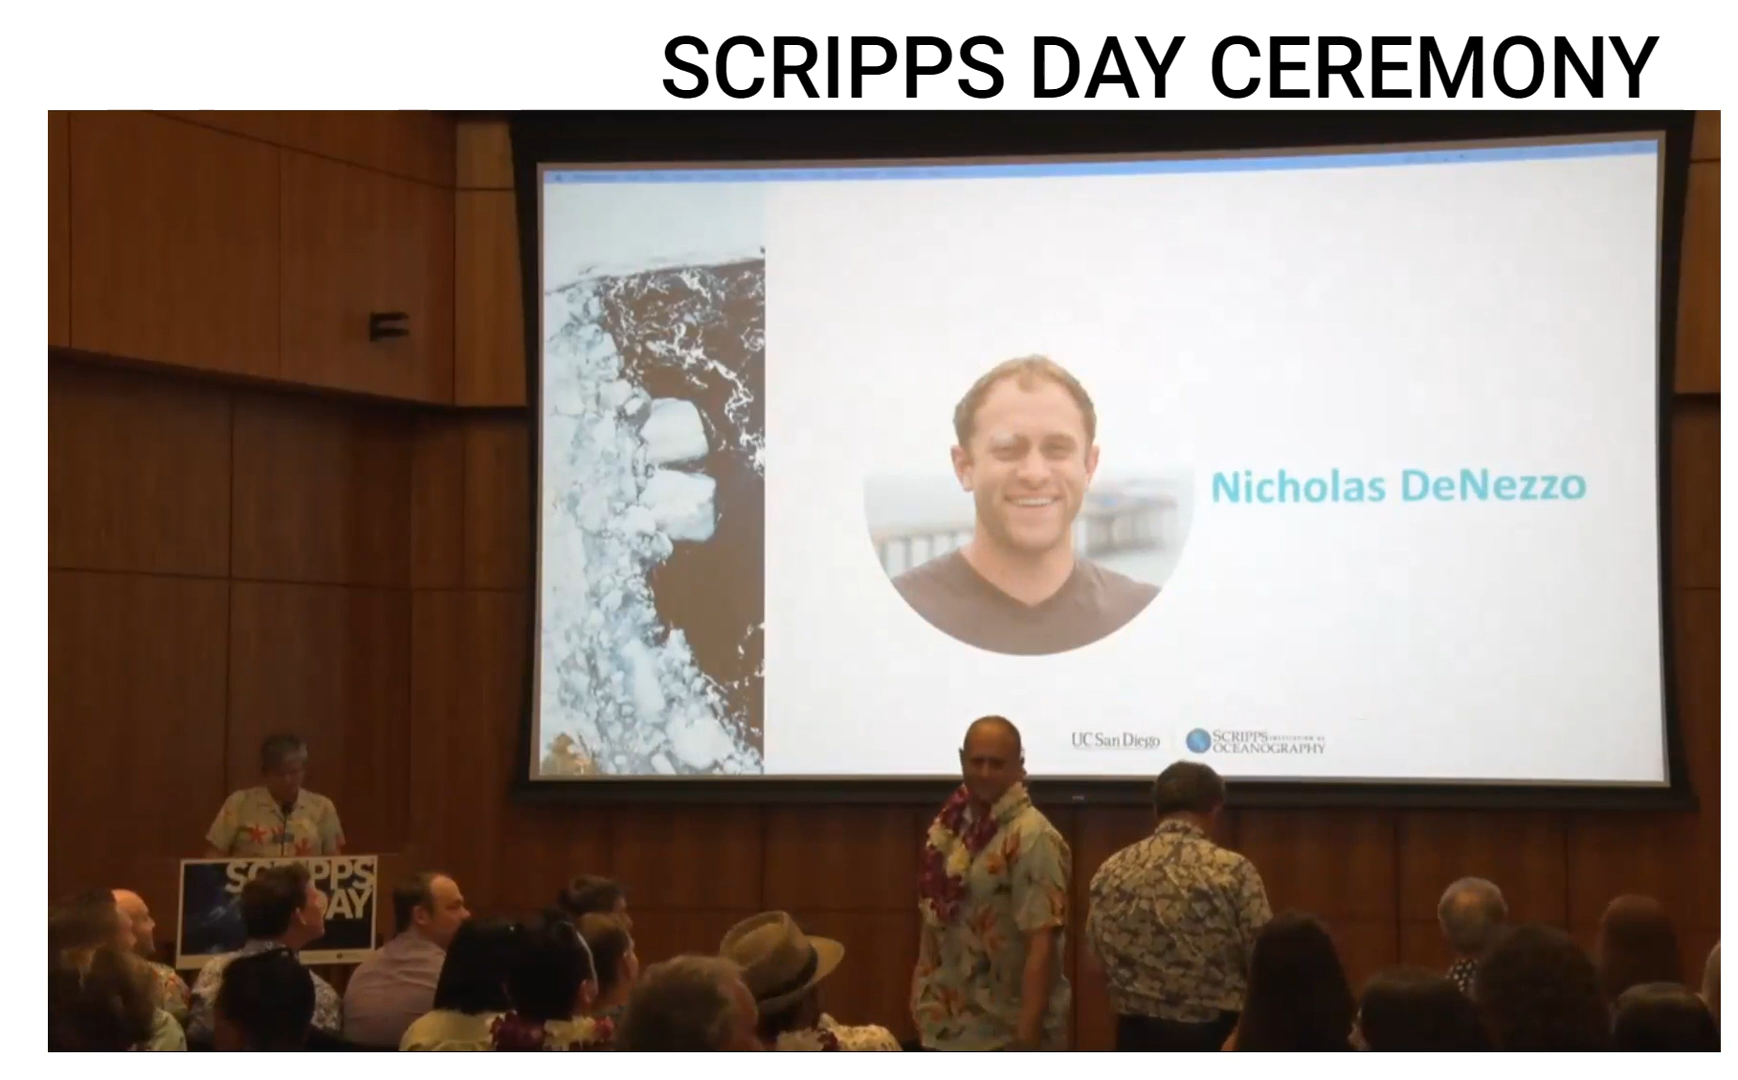 SCRIPPS DAY CEREMONY
Nicholas DeNezzo
UC San Diego
SCRIPPS INSTITUTION OF
OCEANOGRAPHY
SCRIPPS
DAY